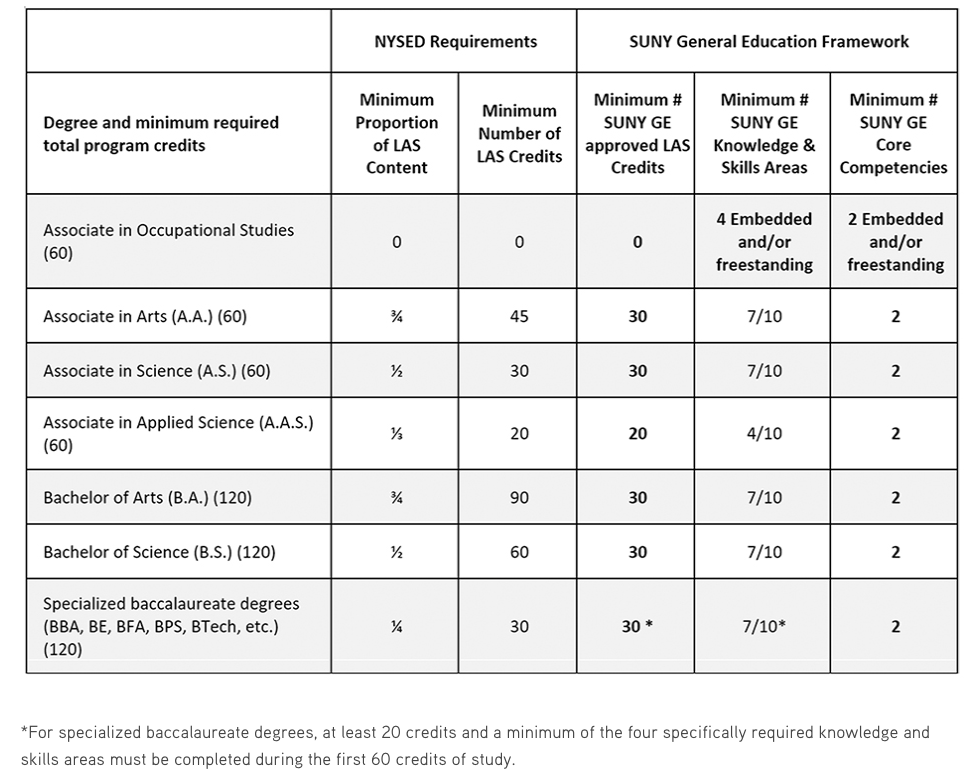 NYSED Requirements
SUNY General Education Framework
Degree and minimum required
total program credits
Minimum
Proportion
of LAS
Content
Minimum
Number of
LAS Credits
Minimum #
SUNY GE
approved LAS
Credits
Minimum #
SUNY GE
Knowledge &
Skills Areas
Minimum #
SUNY GE
Core
Competencies
Associate in Occupational Studies
(60)
0
0
0
4 Embedded
and/or
freestanding
2 Embedded
and/or
freestanding
Associate in Arts (A.A.) (60)
¾
45
30
7/10
2
Associate in Science (A.S.) (60)
½
30
30
7/10
2
Associate in Applied Science (A.A.S.)
(60)
⅓
20
20
4/10
2
Bachelor of Arts (B.A.) (120)
¾
90
30
7/10
2
Bachelor of Science (B.S.) (120)
½
60
30
7/10
2
Specialized baccalaureate degrees
(BBA, BE, BFA, BPS, BTech, etc.)
(120)
¼
30
30 *
7/10*
2
*For specialized baccalaureate degrees, at least 20 credits and a minimum of the four specifically required knowledge and
skills areas must be completed during the first 60 credits of study.